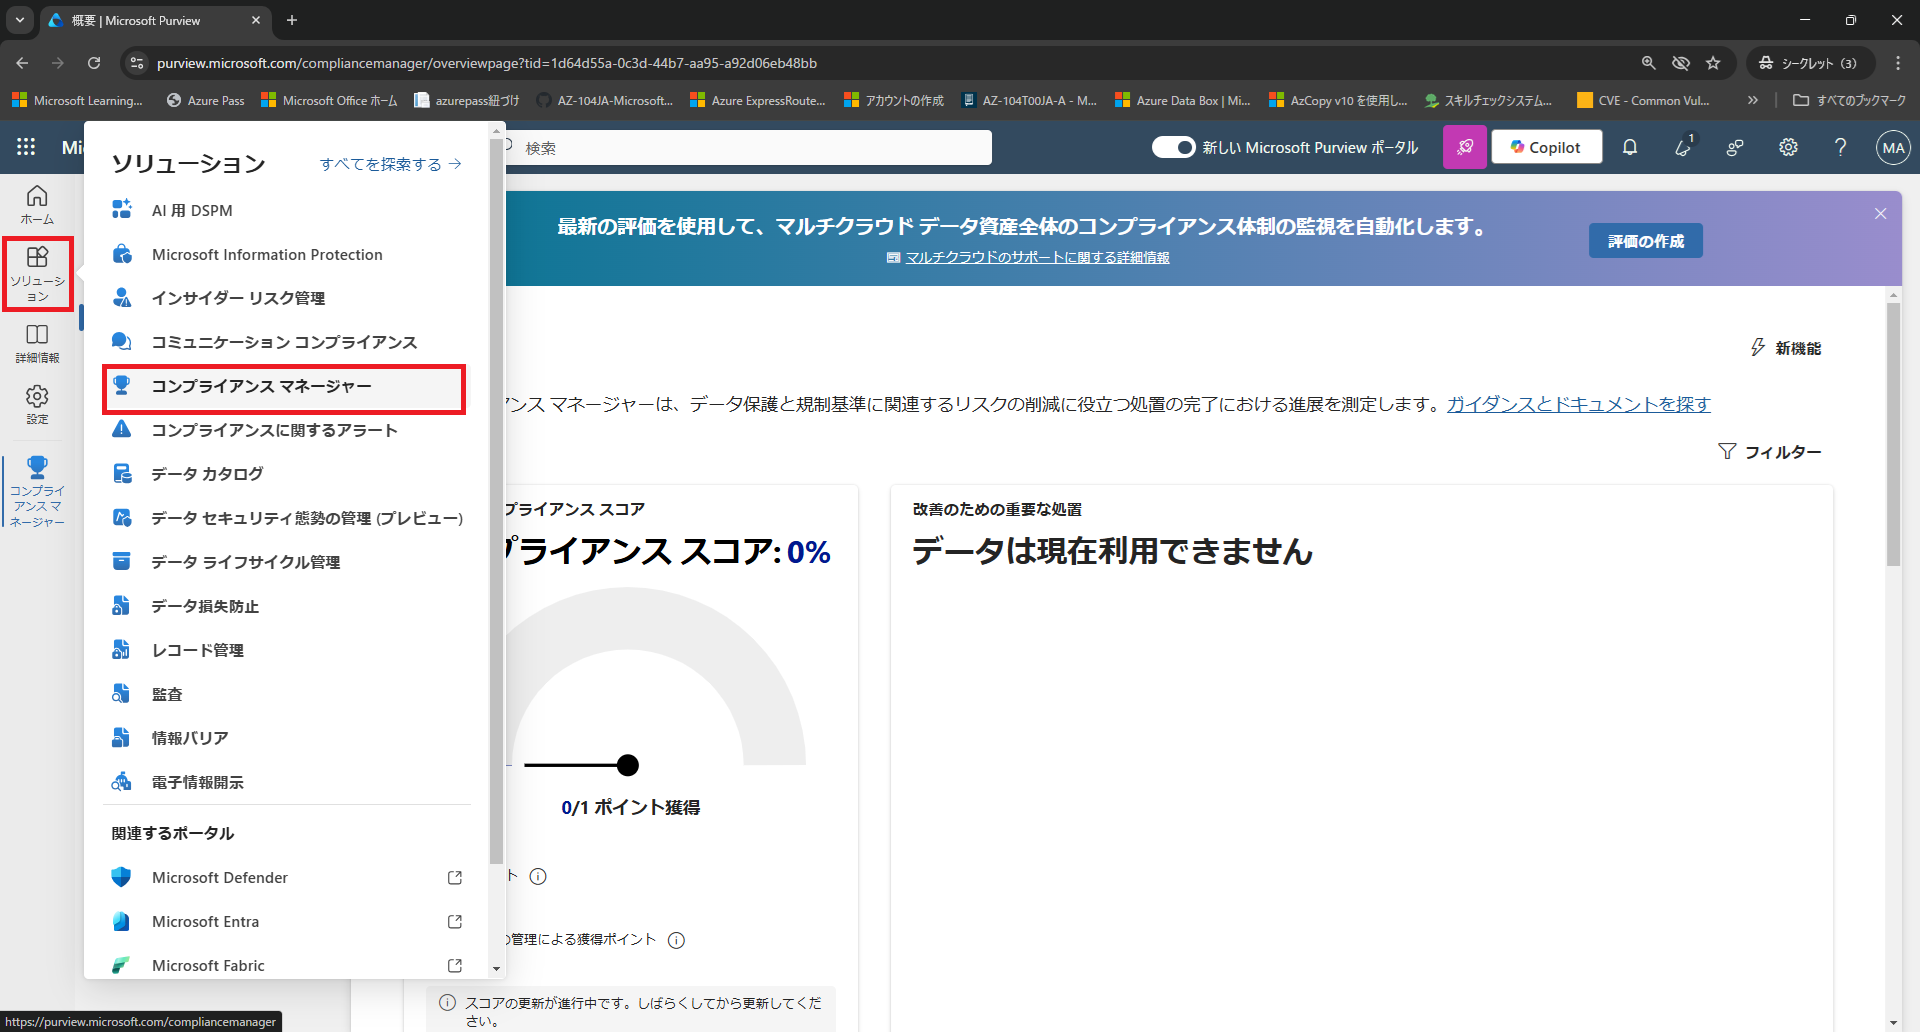 概要 | Microsoft Purview
purview.microsoft.com/compliancemanager/overviewpage?tid=1d64d55a-0c3d-44b7-aa95-a92d06eb48bb
シークレット (3)
Microsoft Learning...
Azure Pass
Microsoft Office ホーム
azurepass紐づけ
AZ-104JA-Microsoft...
Azure ExpressRoute...
アカウントの作成
AZ-104T00JA-A - M...
Azure Data Box | Mi...
AzCopy v10 を使用し...
スキルチェックシステム...
CVE - Common Vul...
すべてのブックマーク
Mi
検索
新しい Microsoft Purview ポータル
Copilot
1
MA
ホーム
ソリューシ
ョン
詳細情報
設定
コンプライ
アンス マ
ネージャー
ソリューション
すべてを探索する
AI 用 DSPM
Microsoft Information Protection
インサイダー リスク管理
コミュニケーション コンプライアンス
コンプライアンス マネージャー
コンプライアンスに関するアラート
データ カタログ
データ セキュリティ態勢の管理 (プレビュー)
データ ライフサイクル管理
データ損失防止
レコード管理
監査
情報バリア
電子情報開示
関連するポータル
Microsoft Defender
Microsoft Entra
Microsoft Fabric
最新の評価を使用して、マルチクラウド データ資産全体のコンプライアンス体制の監視を自動化します。
マルチクラウドのサポートに関する詳細情報
評価の作成
新機能
アンス マネージャーは、データ保護と規制基準に関連するリスクの削減に役立つ処置の完了における進展を測定します。ガイダンスとドキュメントを探す
フィルター
プライアンス スコア
プライアンス スコア: 0%
0/1 ポイント獲得
ト
の管理による獲得ポイント
スコアの更新が進行中です。しばらくしてから更新してくだ
さい。
改善のための重要な処置
データは現在利用できません
https://purview.microsoft.com/compliancemanager